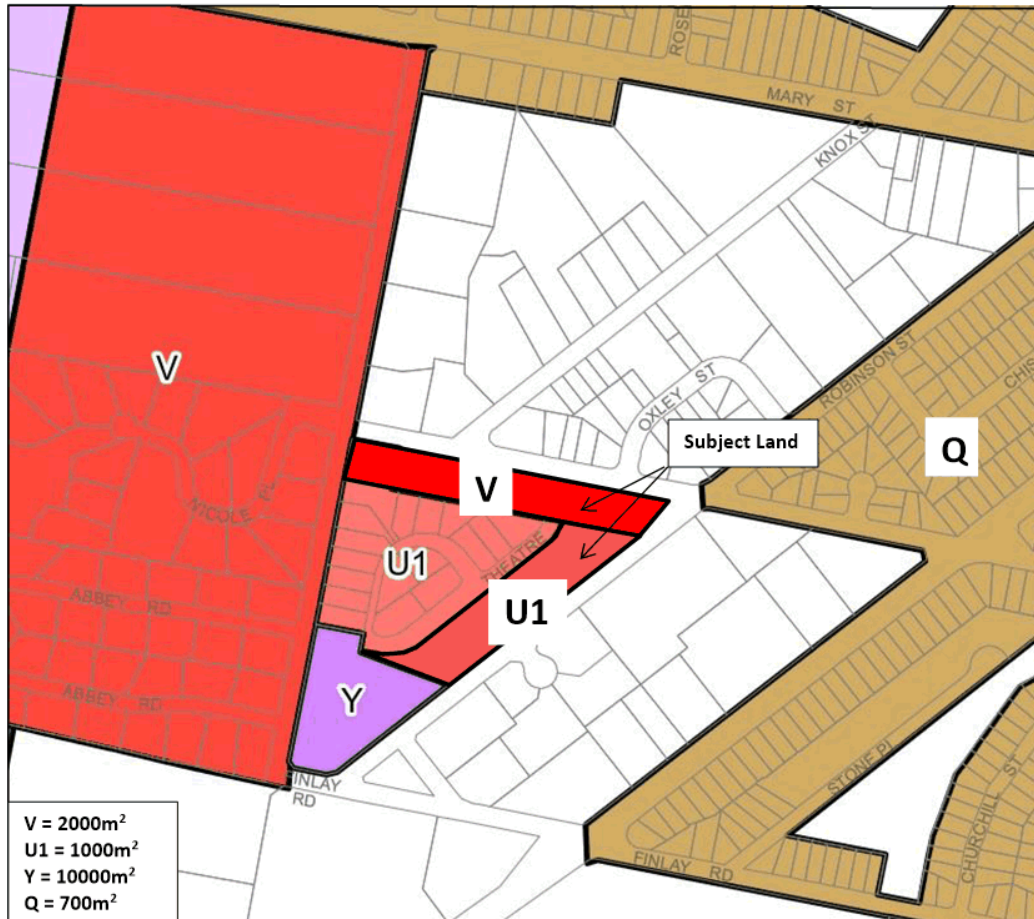 ROSE
MARY ST
KNOX ST
ROBINSON ST
CHIS
V
OXLEY ST
Subject Land
Q
V
NICOLE PL
U1
THEATRE
ABBEY RD
U1
ABBEY RD
Y
INLAY
RD
STONE PL
CHURCHILL ST
FINLAY RD
V = 2000m²
U1 = 1000m²
Y = 10000m²
Q = 700m²